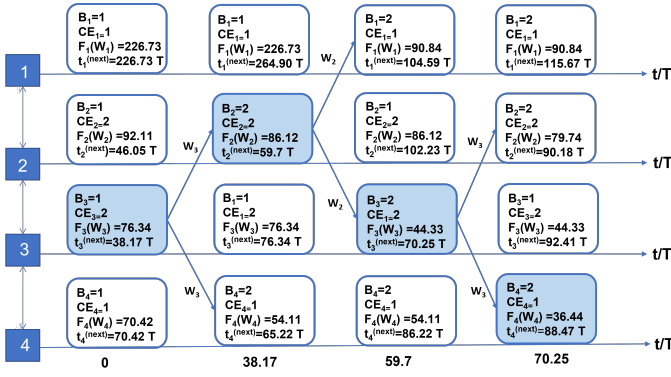 B₁=1
CE₁₌1
F₁(W₁) =226.73
t₁⁽ⁿᵉˣᵗ⁾=226.73 T
B₁=1
CE₁₌1
F₁(W₁) =226.73
t₁⁽ⁿᵉˣᵗ⁾=264.90 T
W₂
B₁=2
CE₁₌1
F₁(W₁) =90.84
t₁⁽ⁿᵉˣᵗ⁾=104.59 T
B₁=2
CE₁₌1
F₁(W₁) =90.84
t₁⁽ⁿᵉˣᵗ⁾=115.67 T
1
t/T
B₂=1
CE₂₌2
F₂(W₂) =92.11
t₂⁽ⁿᵉˣᵗ⁾=46.05 T
W₃
B₂=2
CE₂₌2
F₂(W₂) =86.12
t₂⁽ⁿᵉˣᵗ⁾=59.7 T
B₁=2
CE₂₌2
F₂(W₂) =86.12
t₂⁽ⁿᵉˣᵗ⁾=102.23 T
W₃
B₂=2
CE₂₌2
F₂(W₂) =79.74
t₂⁽ⁿᵉˣᵗ⁾=90.18 T
2
t/T
B₃=1
CE₃₌2
F₃(W₃) =76.34
t₃⁽ⁿᵉˣᵗ⁾=38.17 T
B₁=1
CE₁₌2
F₃(W₃) =76.34
t₃⁽ⁿᵉˣᵗ⁾=76.34 T
W₂
B₃=2
CE₁₌2
F₃(W₃) =44.33
t₃⁽ⁿᵉˣᵗ⁾=70.25 T
B₃=1
CE₃₌2
F₃(W₃) =44.33
t₃⁽ⁿᵉˣᵗ⁾=92.41 T
3
t/T
B₄=1
CE₄₌1
F₄(W₄) =70.42
t₄⁽ⁿᵉˣᵗ⁾=70.42 T
W₃
B₄=2
CE₄₌1
F₄(W₄) =54.11
t₄⁽ⁿᵉˣᵗ⁾=65.22 T
B₄=2
CE₄₌2
F₄(W₄) =54.11
t₄⁽ⁿᵉˣᵗ⁾=86.22 T
W₃
B₄=2
CE₄₌1
F₄(W₄) =36.44
t₄⁽ⁿᵉˣᵗ⁾=88.47 T
4
t/T
0
38.17
59.7
70.25